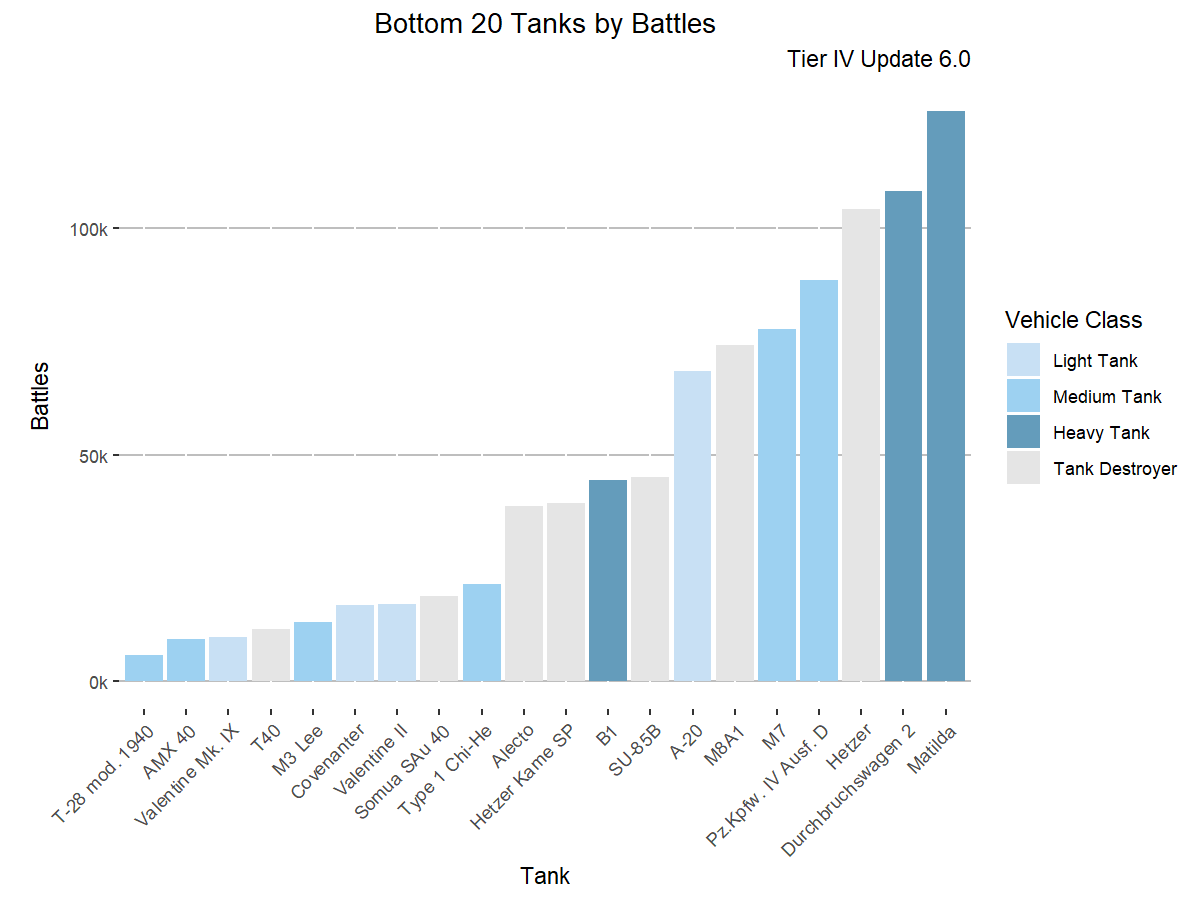 Bottom 20 Tanks by Battles
Tier IV Update 6.0
Battles
100k
50k
0k
T-28 mod. 1940
AMX 40
Valentine Mk. IX
T40
M3 Lee
Covenanter
Valentine II
Somua SAu 40
Type 1 Chi-He
Alecto
Hetzer Kame SP
B1
SU-85B
A-20
M8A1
M7
Pz.Kpfw. IV Ausf. D
Hetzer
Durchbruchswagen 2
Matilda
Tank
Vehicle Class
Light Tank
Medium Tank
Heavy Tank
Tank Destroyer